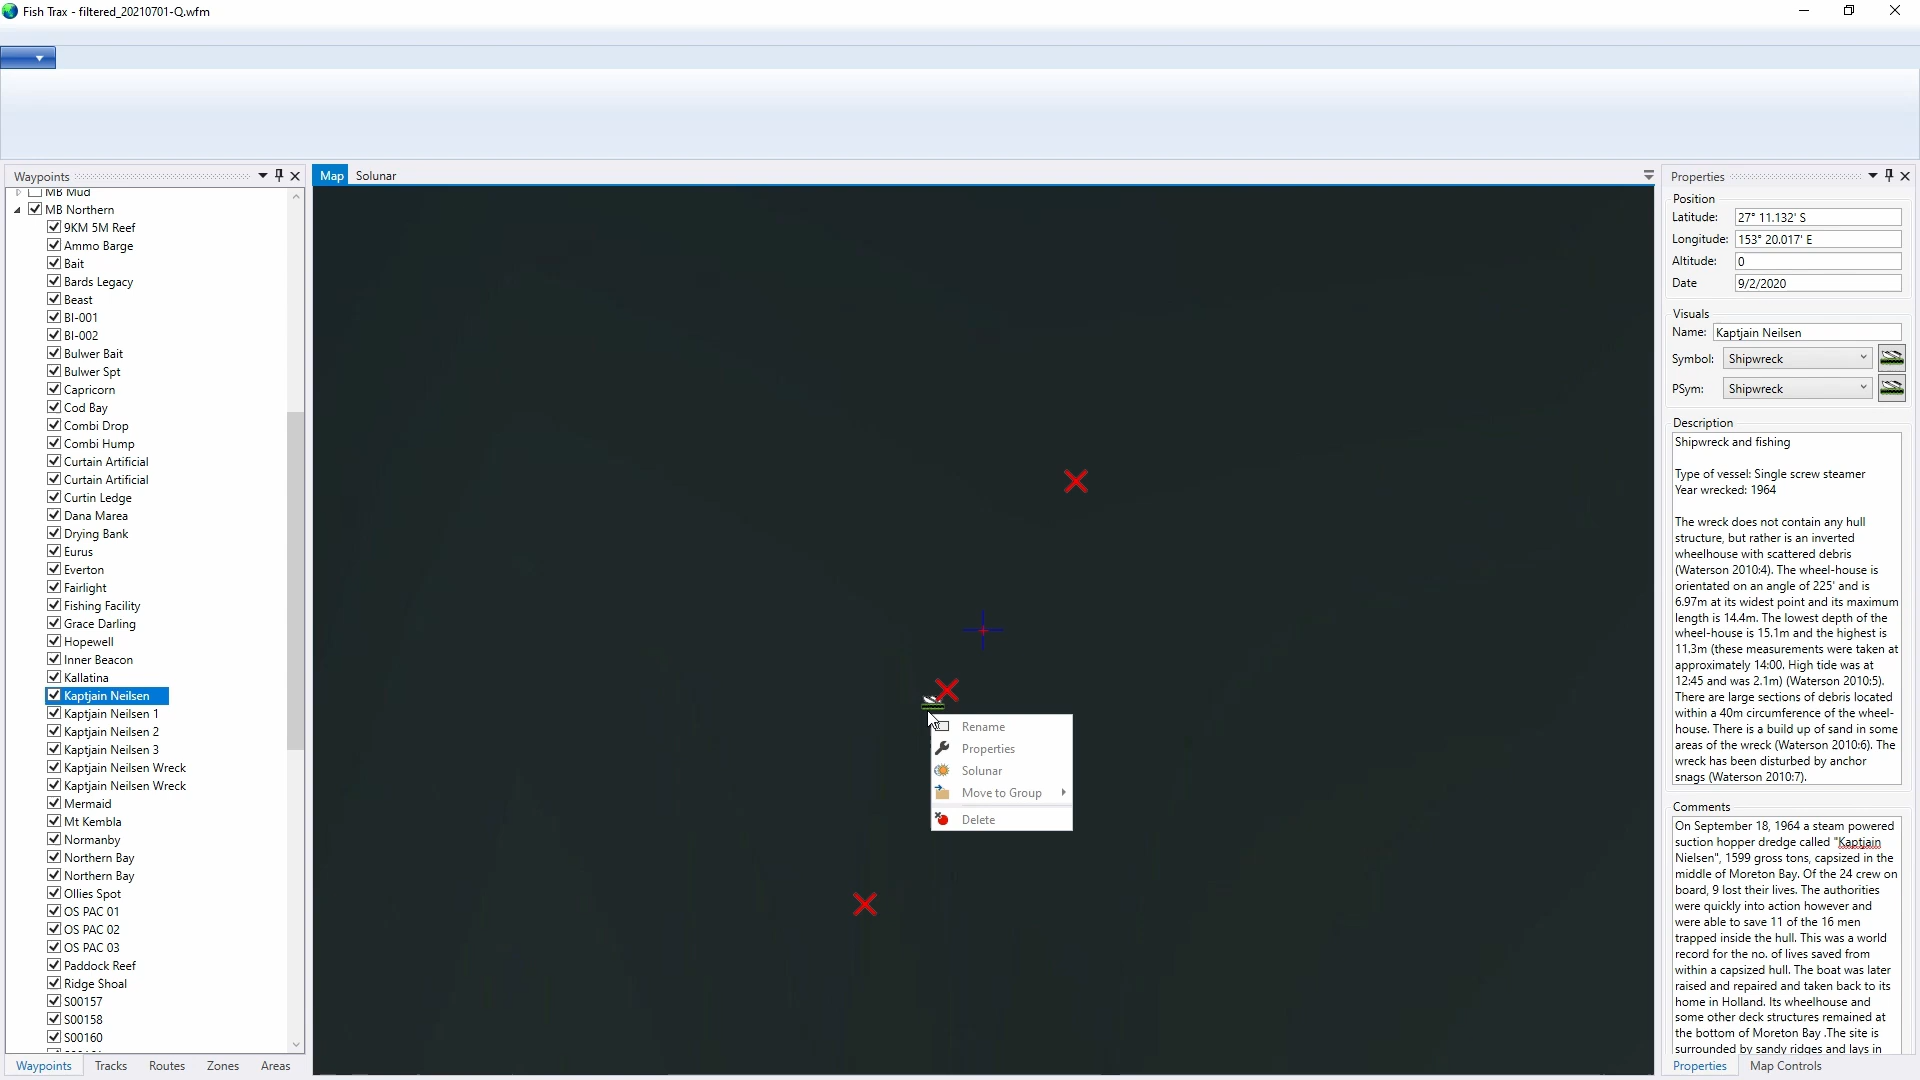 Fish Trax - filtered_20210701-Q.wfm
Waypoints
MB Mud
MB Northern
9KM 5M Reef
Ammo Barge
Bait
Bards Legacy
Beast
BI-001
BI-002
Bulwer Bait
Bulwer Spt
Capricorn
Cod Bay
Combi Drop
Combi Hump
Curtain Artificial
Curtain Artificial
Curtin Ledge
Dana Marea
Drying Bank
Eurus
Everton
Fairlight
Fishing Facility
Grace Darling
Hopewell
Inner Beacon
Kallatina
Kaptjain Neilsen
Kaptjain Neilsen 1
Kaptjain Neilsen 2
Kaptjain Neilsen 3
Kaptjain Neilsen Wreck
Kaptjain Neilsen Wreck
Mermaid
Mt Kembla
Normanby
Northern Bay
Northern Bay
Ollies Spot
OS PAC 01
OS PAC 02
OS PAC 03
Paddock Reef
Ridge Shoal
S00157
S00158
S00160
Waypoints Tracks Routes Zones Areas
Map Solunar
Rename
Properties
Solunar
Move to Group
Delete
Properties
Position
Latitude: 27° 11.132' S
Longitude: 153° 20.017' E
Altitude: 0
Date 9/2/2020
Visuals
Name: Kaptjain Neilsen
Symbol: Shipwreck
PSym: Shipwreck
Description
Shipwreck and fishing
Type of vessel: Single screw steamer
Year wrecked: 1964
The wreck does not contain any hull
structure, but rather is an inverted
wheelhouse with scattered debris
(Waterson 2010:4). The wheel-house is
orientated on an angle of 225' and is
6.97m at its widest point and its maximum
length is 14.4m. The lowest depth of the
wheel-house is 15.1m and the highest is
11.3m (these measurements were taken at
approximately 14:00. High tide was at
12:45 and was 2.1m) (Waterson 2010:5).
There are large sections of debris located
within a 40m circumference of the wheel-
house. There is a build up of sand in some
areas of the wreck (Waterson 2010:6). The
wreck has been disturbed by anchor
snags (Waterson 2010:7).
Comments
On September 18, 1964 a steam powered
suction hopper dredge called "Kaptjain
Nielsen", 1599 gross tons, capsized in the
middle of Moreton Bay. Of the 24 crew on
board, 9 lost their lives. The authorities
were quickly into action however and
were able to save 11 of the 16 men
trapped inside the hull. This was a world
record for the no. of lives saved from
within a capsized hull. The boat was later
raised and repaired and taken back to its
home in Holland. Its wheelhouse and
some other deck structures remained at
the bottom of Moreton Bay .The site is
surrounded by sandy ridges and lays in
Properties Map Controls